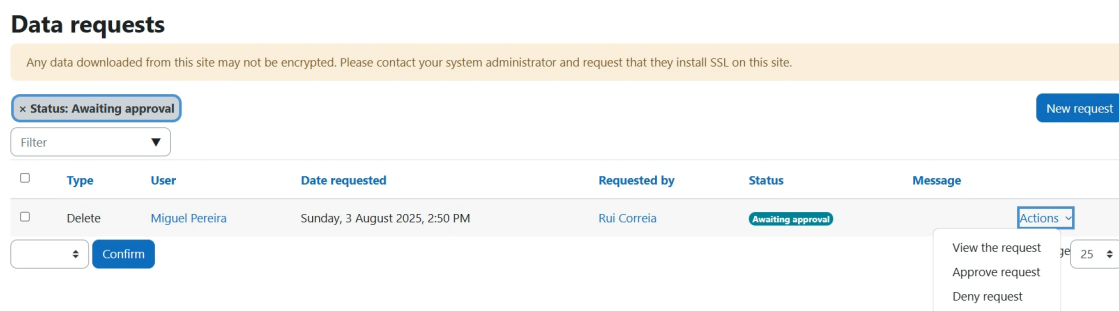 Data requests
Any data downloaded from this site may not be encrypted. Please contact your system administrator and request that they install SSL on this site.
× Status: Awaiting approval
New request
Filter ▼
Type User Date requested Requested by Status Message
Delete Miguel Pereira Sunday, 3 August 2025, 2:50 PM Rui Correia Awaiting approval Actions
Confirm
View the request
25
Approve request
Deny request